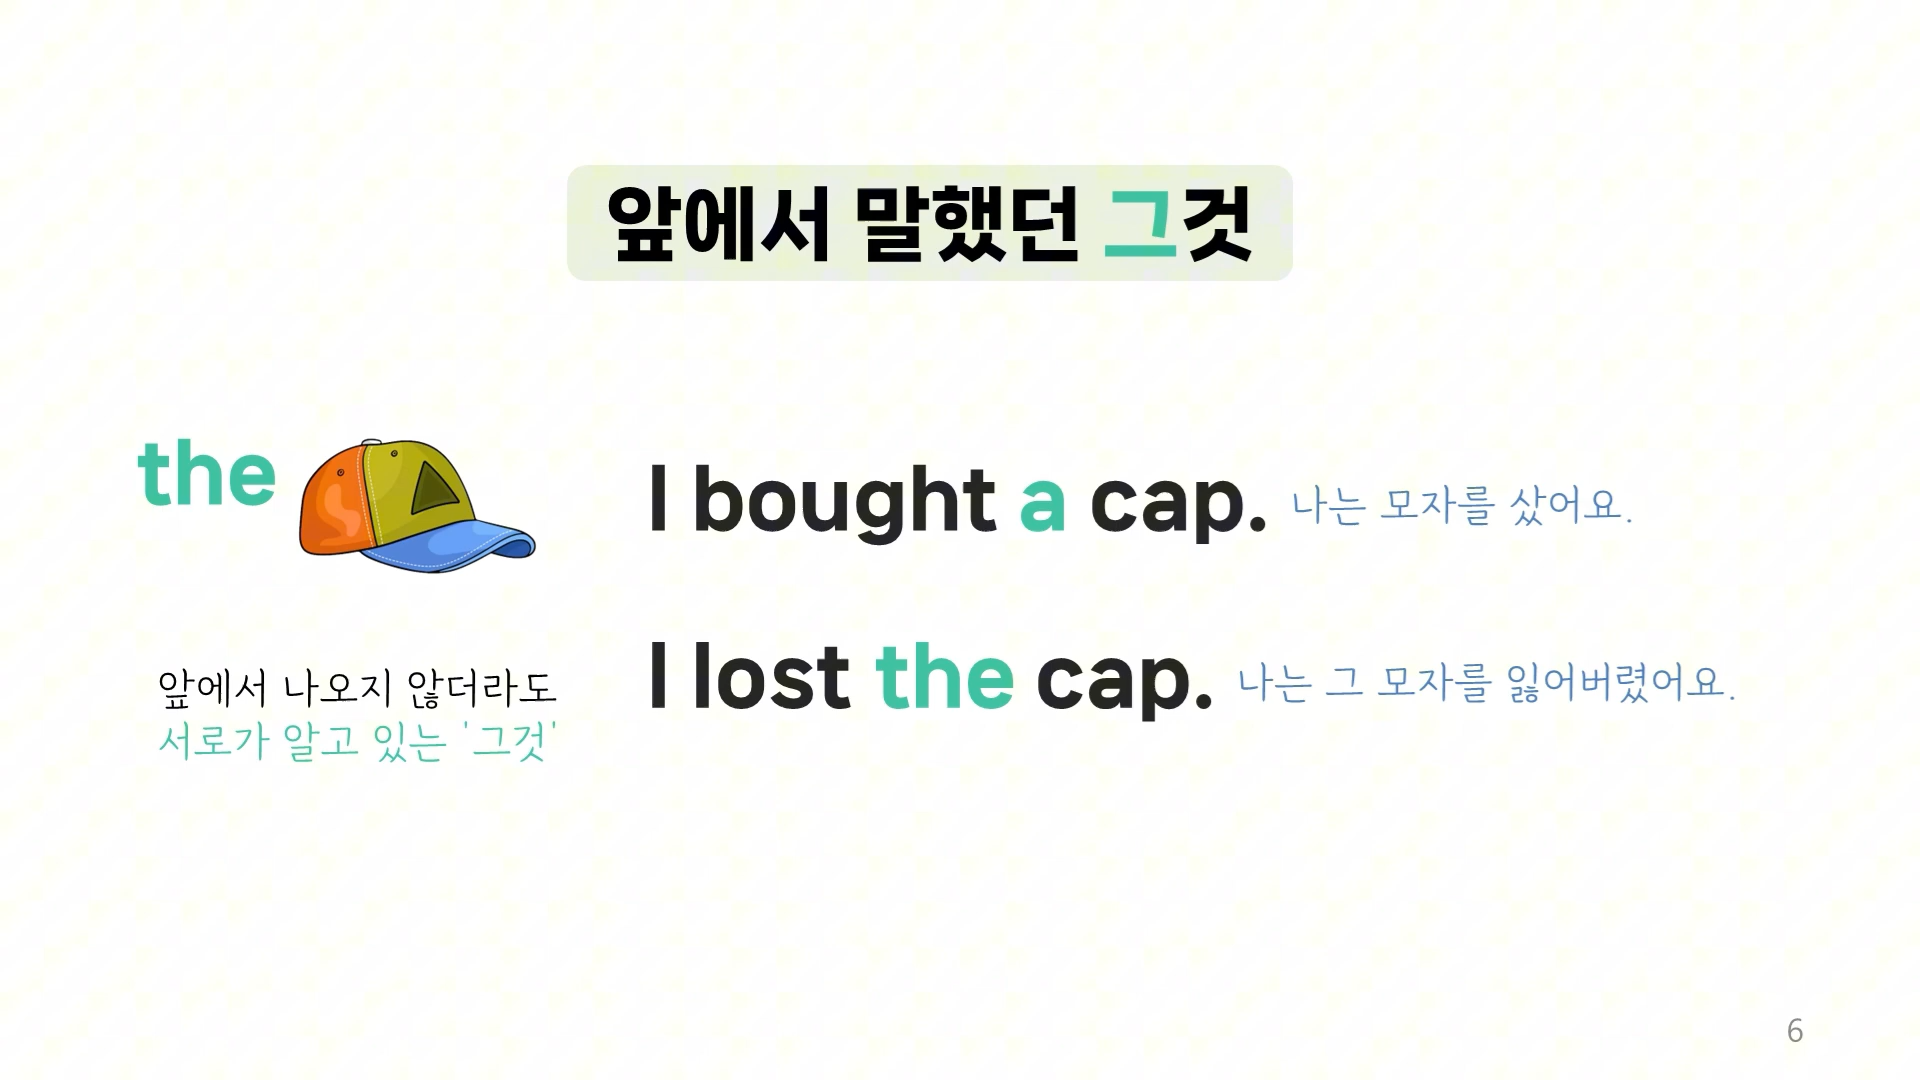 앞에서 말했던 그것
the
앞에서 나오지 않더라도
서로가 알고 있는 '그것'
I bought a cap. 나는 모자를 샀어요.
I lost the cap. 나는 그 모자를 잃어버렸어요.
6